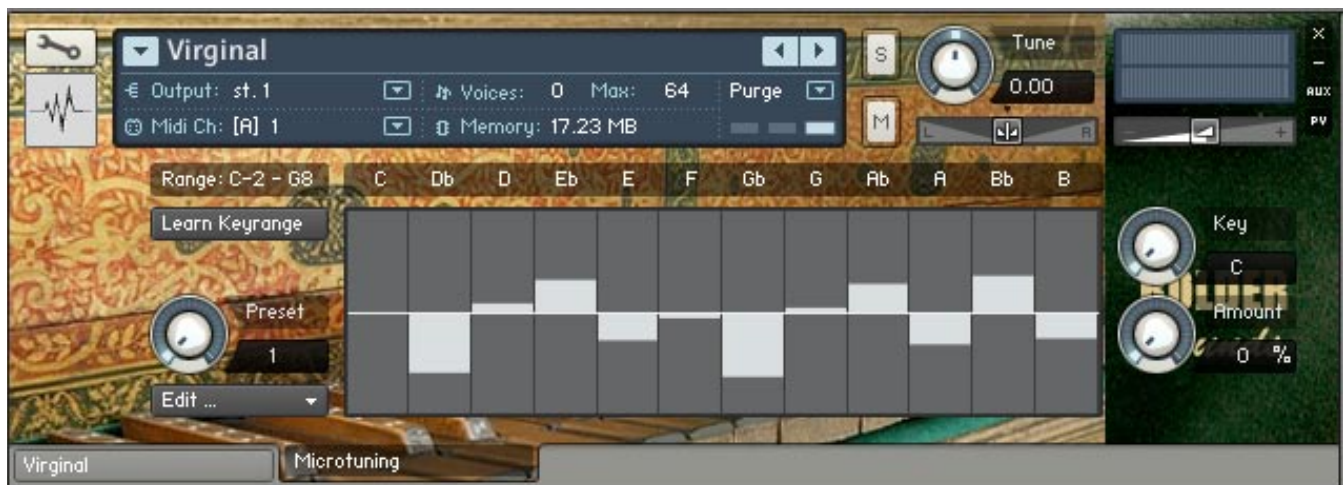 Virginal
S
Tune
0.00
×
−
AUX
PV
Output: st. 1
Voices: 0 Max: 64 Purge
Midi Ch: [A] 1
Memory: 17.23 MB
M
L R
− +
Range: C-2 - G8
C Db D Eb E F Gb G Ab A Bb B
Learn Keyrange
Key
C
Preset
1
Amount
0 %
Edit ...
Virginal
Microtuning